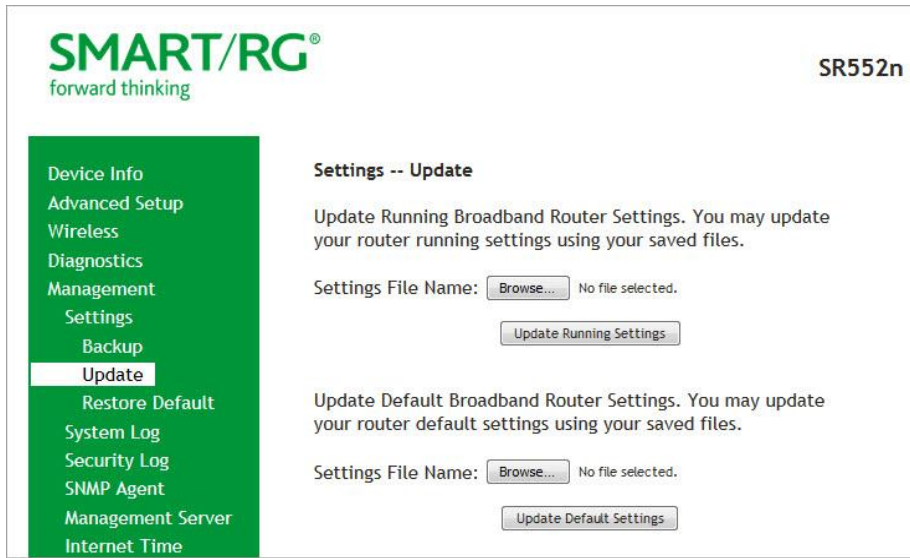 SMART/RG®
forward thinking
SR552n
Device Info
Advanced Setup
Wireless
Diagnostics
Management
Settings
Backup
Update
Restore Default
System Log
Security Log
SNMP Agent
Management Server
Internet Time
Settings -- Update
Update Running Broadband Router Settings. You may update
your router running settings using your saved files.
Settings File Name: Browse... No file selected.
Update Running Settings
Update Default Broadband Router Settings. You may update
your router default settings using your saved files.
Settings File Name: Browse... No file selected.
Update Default Settings